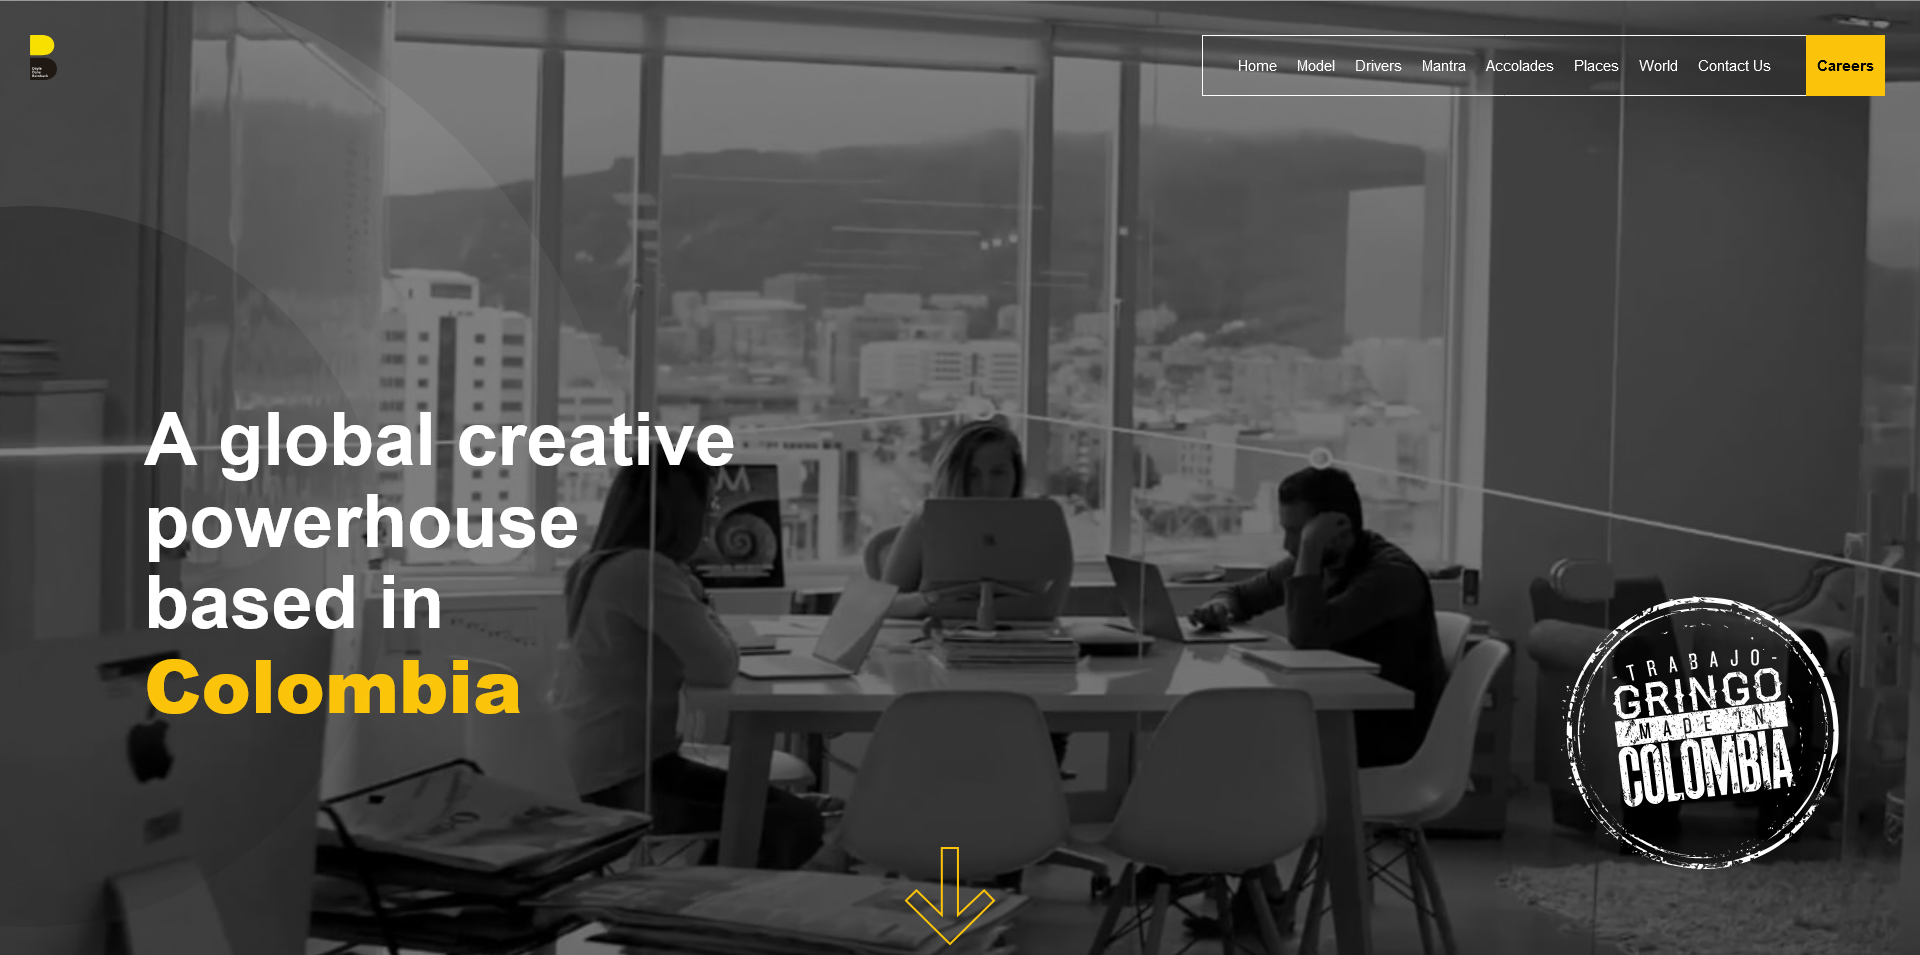 Home Model Drivers Mantra Accolades Places World Contact Us Careers
A global creative
powerhouse
based in
Colombia
- TRABAJO -
GRINGO
MADE IN
COLOMBIA